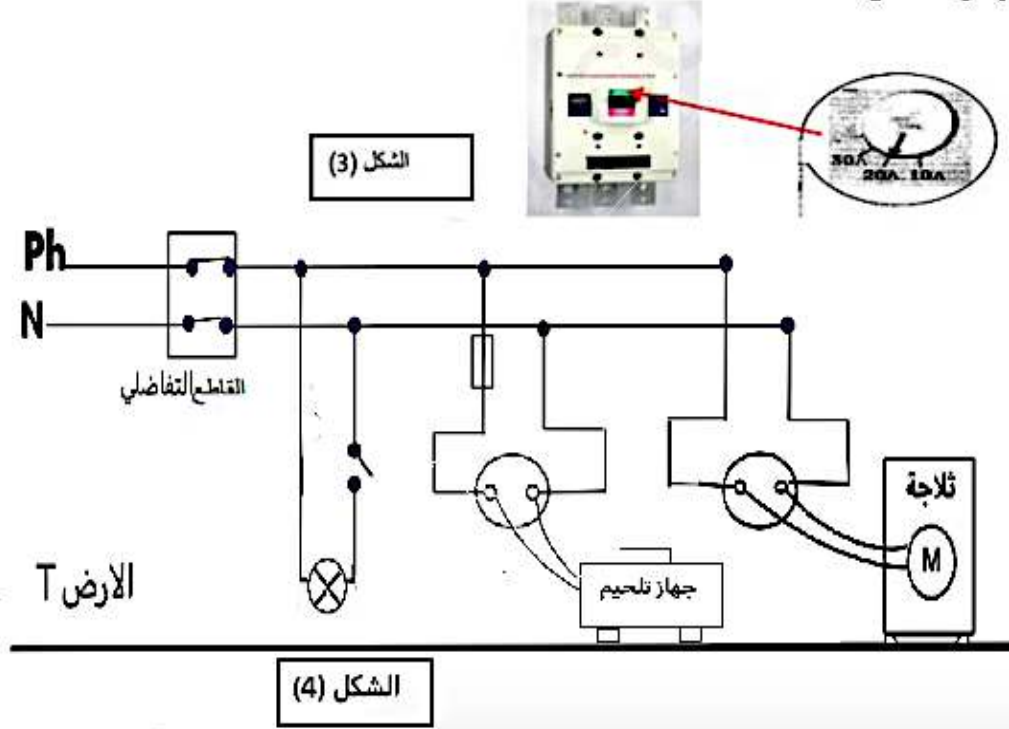 الشكل (3)
30A
20A. 10A
Ph
N
القاطع التفاضلي
ثلاجة
M
جهاز تلحيم
الارض T
الشكل (4)